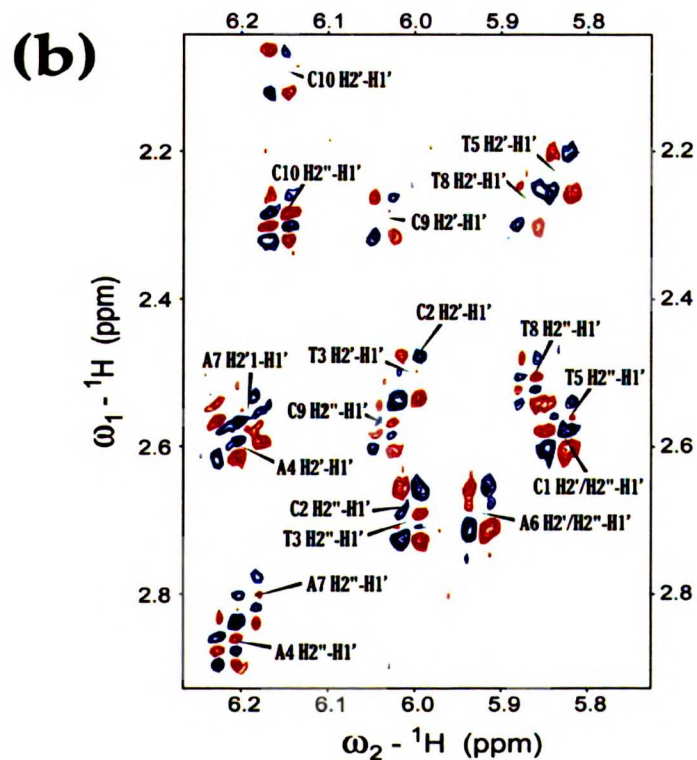 (b)
6.2 6.1 6.0 5.9 5.8
C10 H2'-H1'
T5 H2'-H1'
2.2 2.2
C10 H2"-H1'
T8 H2'-H1'
C9 H2'-H1'
2.4 2.4
C2 H2'-H1'
T3 H2'-H1'
T8 H2"-H1'
A7 H2'1-H1'
T5 H2"-H1'
C9 H2"-H1'
2.6 2.6
A4 H2'-H1'
C1 H2'/H2"-H1'
C2 H2"-H1'
A6 H2'/H2"-H1'
T3 H2"-H1'
A7 H2"-H1'
2.8 2.8
A4 H2"-H1'
6.2 6.1 6.0 5.9 5.8
ω1 - 1H (ppm)
ω2 - 1H (ppm)